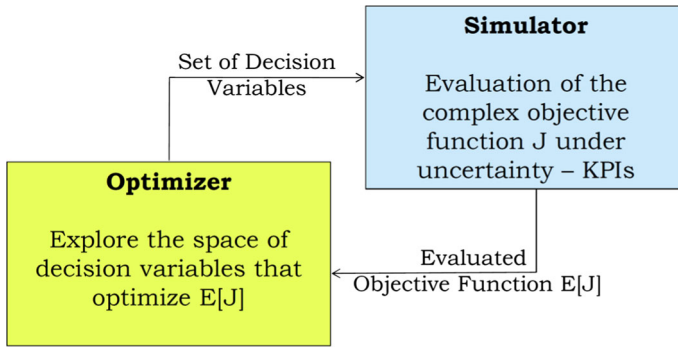 Simulator
Evaluation of the
complex objective
function J under
uncertainty – KPIs
Set of Decision
Variables
Optimizer
Explore the space of
decision variables that
optimize E[J]
Evaluated
Objective Function E[J]